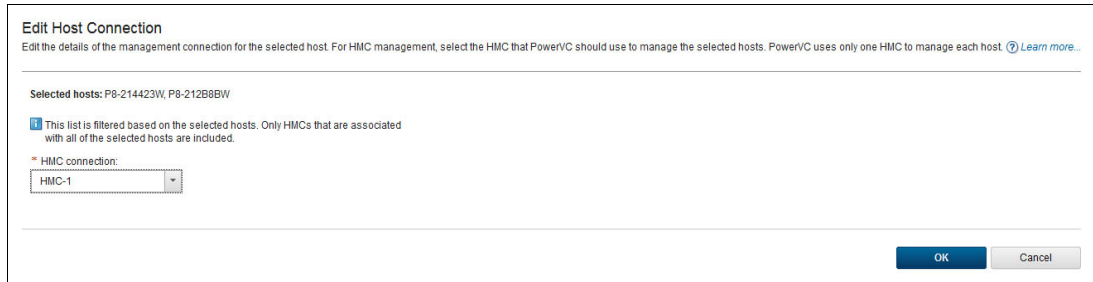 Edit Host Connection
Edit the details of the management connection for the selected host. For HMC management, select the HMC that PowerVC should use to manage the selected hosts. PowerVC uses only one HMC to manage each host. ? Learn more...
Selected hosts: P8-214423W, P8-212B8BW
i This list is filtered based on the selected hosts. Only HMCs that are associated
with all of the selected hosts are included.
* HMC connection:
HMC-1
OK Cancel